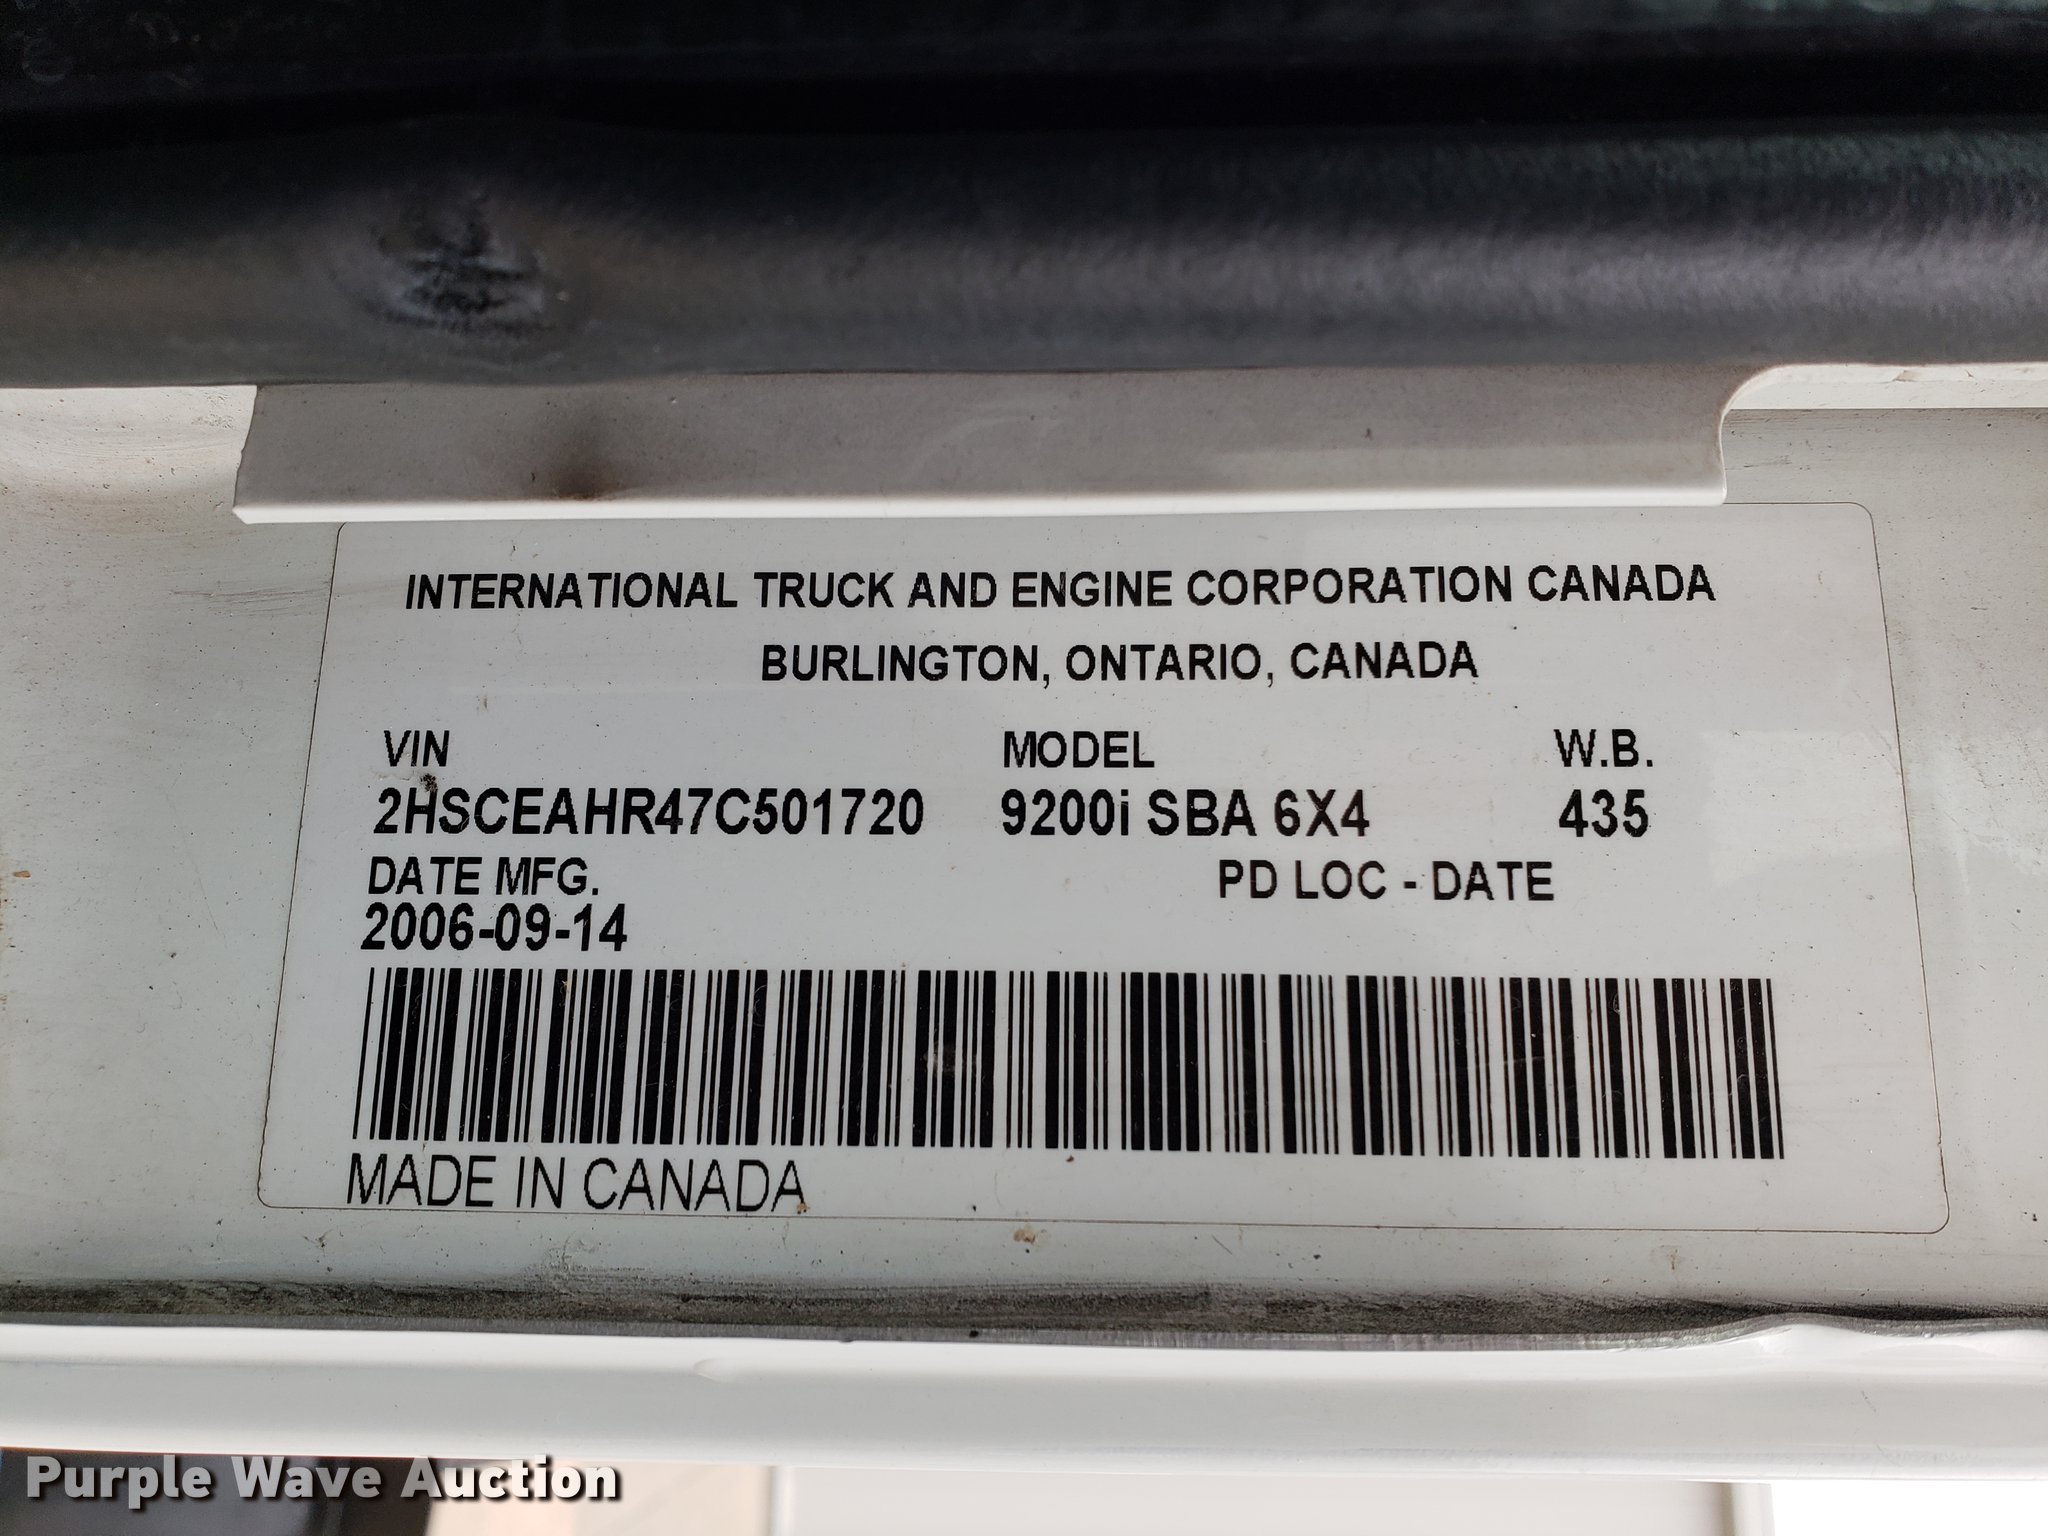 INTERNATIONAL TRUCK AND ENGINE CORPORATION CANADA
BURLINGTON, ONTARIO, CANADA
VIN MODEL W.B.
2HSCEAHR47C501720 9200i SBA 6X4 435
DATE MFG. PD LOC - DATE
2006-09-14
MADE IN CANADA
Purple Wave Auction